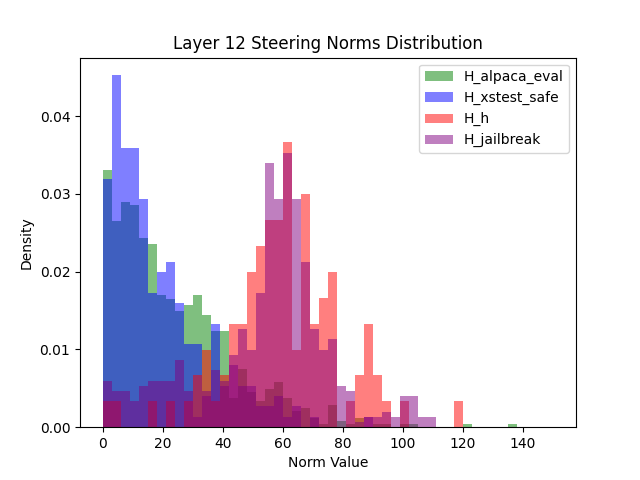 Layer 12 Steering Norms Distribution
H_alpaca_eval
H_xstest_safe
H_h
H_jailbreak
Density
0.04
0.03
0.02
0.01
0.00
0 20 40 60 80 100 120 140
Norm Value